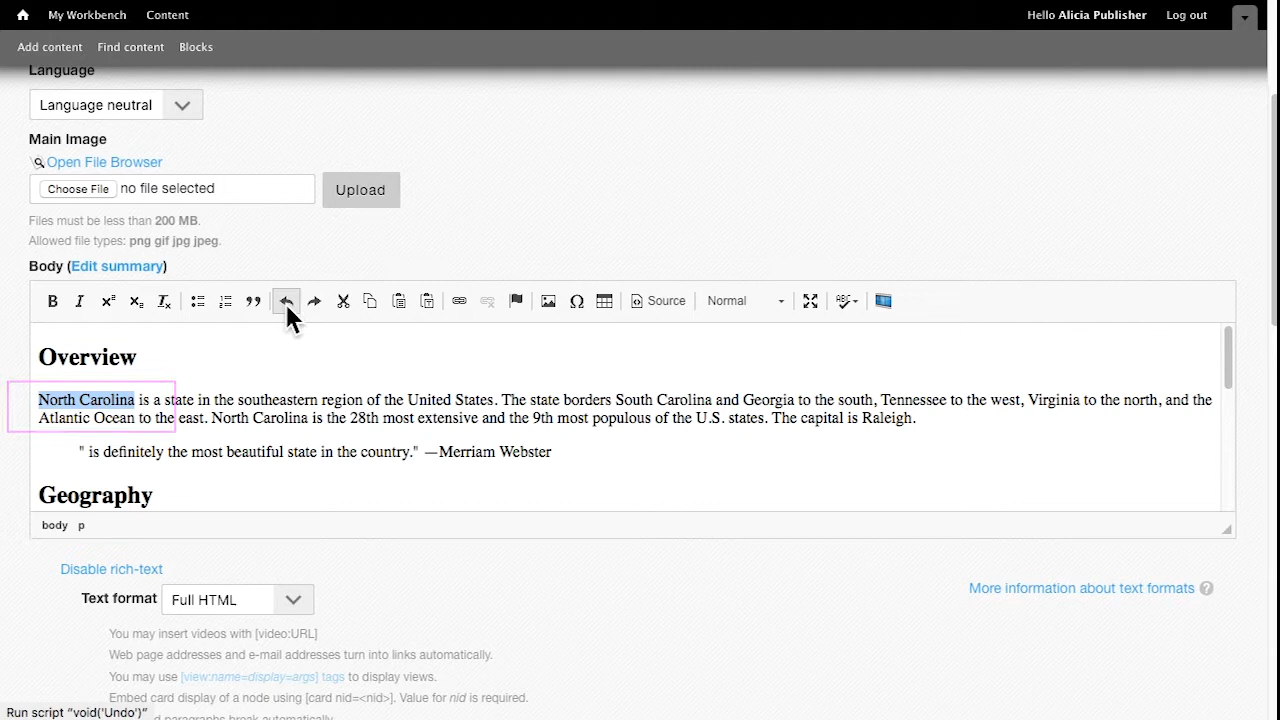 My Workbench Content Hello Alicia Publisher Log out
Add content Find content Blocks
Language
Language neutral
Main Image
Open File Browser
Choose File no file selected Upload
Files must be less than 200 MB.
Allowed file types: png gif jpg jpeg.
Body (Edit summary)
B I x² x₂ Tx Source Normal ABC
Overview
North Carolina is a state in the southeastern region of the United States. The state borders South Carolina and Georgia to the south, Tennessee to the west, Virginia to the north, and the
Atlantic Ocean to the east. North Carolina is the 28th most extensive and the 9th most populous of the U.S. states. The capital is Raleigh.
" is definitely the most beautiful state in the country." —Merriam Webster
Geography
body p
Disable rich-text
Text format Full HTML
More information about text formats ?
You may insert videos with [video:URL]
Web page addresses and e-mail addresses turn into links automatically.
You may use [view:name=display=args] tags to display views.
Embed card display of a node using [card nid=<nid>]. Value for nid is required.
d paragraphs break automatically.
Run script "void('Undo')"